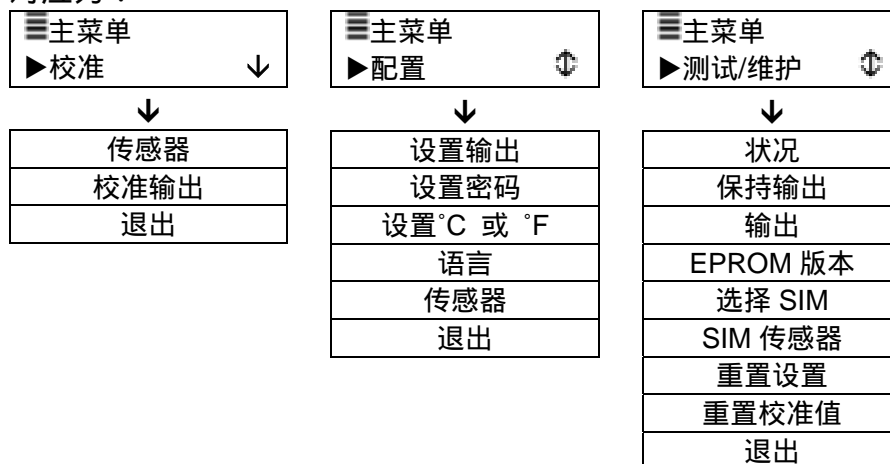 主菜单
▶校准 ↓
↓
传感器
校准输出
退出
主菜单
▶配置 ⇕
↓
设置输出
设置密码
设置°C 或 °F
语言
传感器
退出
主菜单
▶测试/维护 ⇕
↓
状况
保持输出
输出
EPROM 版本
选择 SIM
SIM 传感器
重置设置
重置校准值
退出